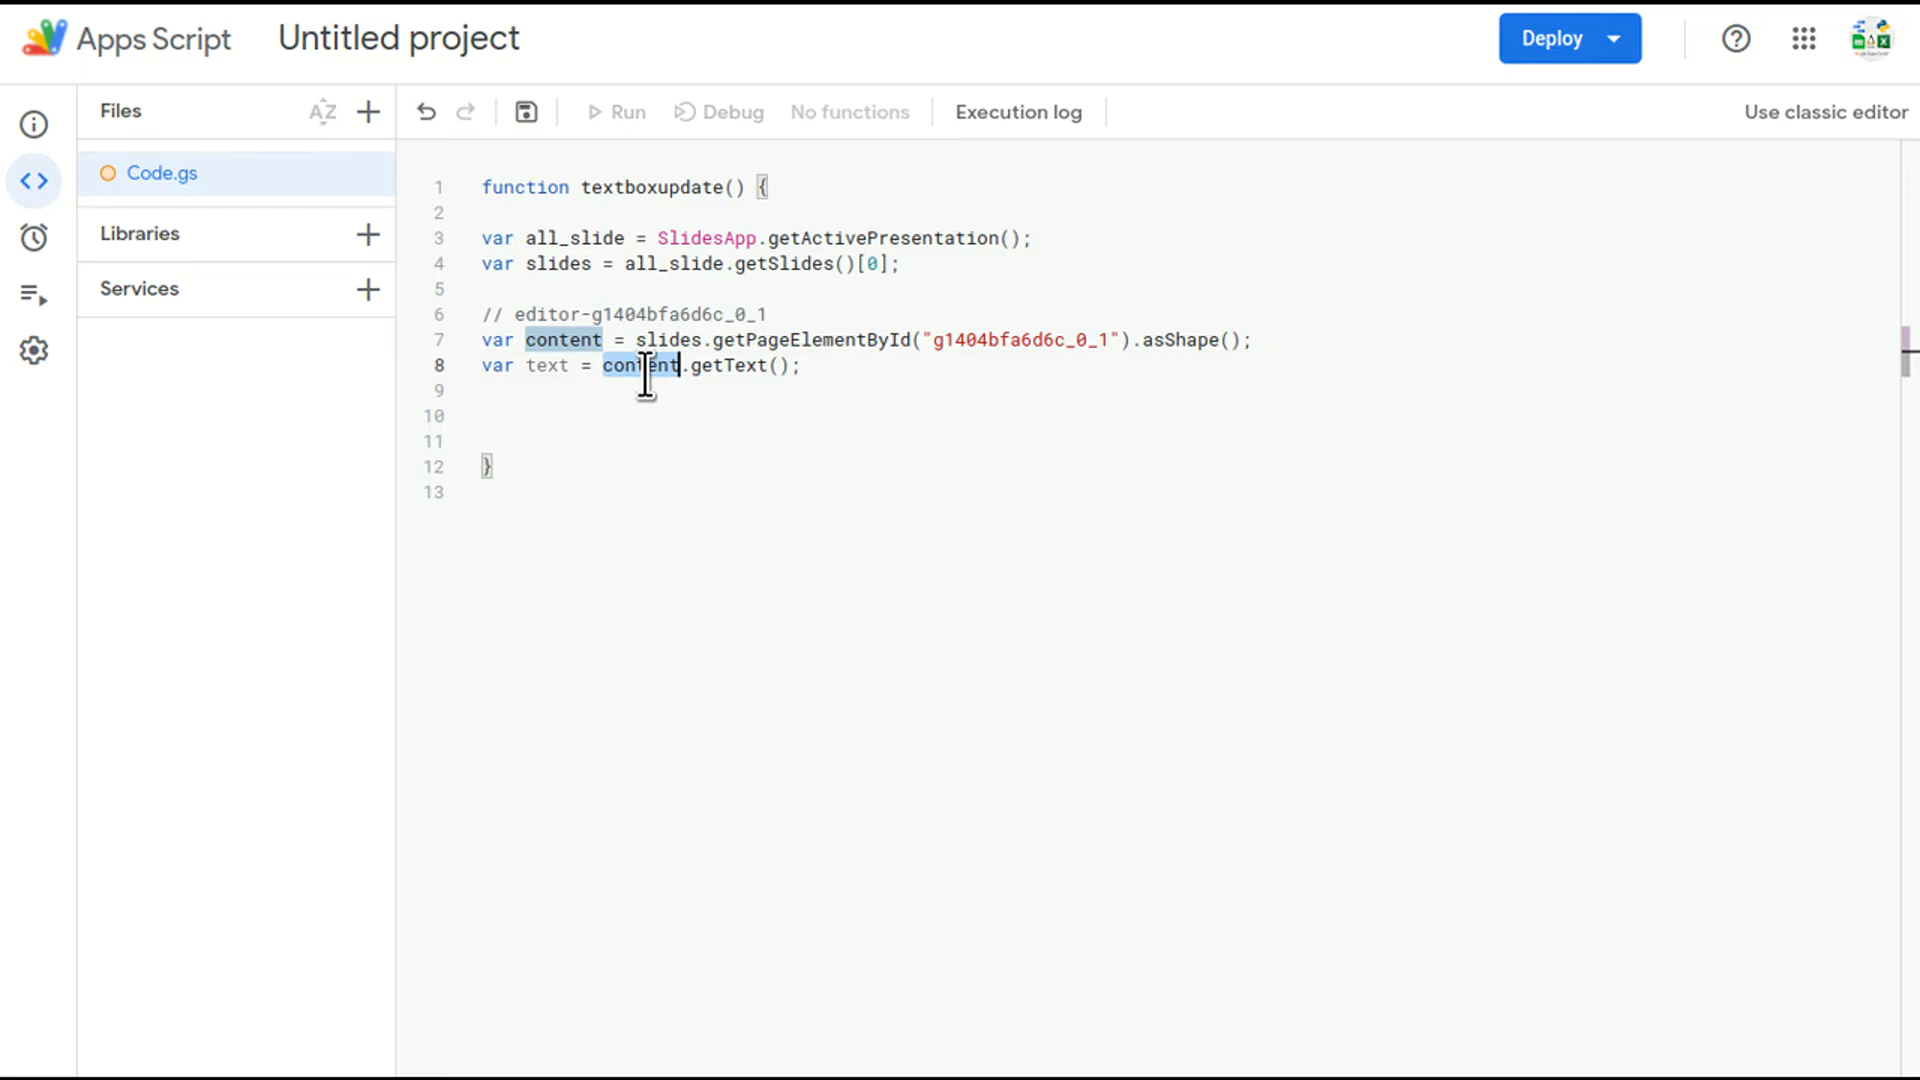 Apps Script Untitled project Deploy
Files AZ Run Debug No functions Execution log Use classic editor
Code.gs
Libraries
Services
1 function textboxupdate() {
2
3 var all_slide = SlidesApp.getActivePresentation();
4 var slides = all_slide.getSlides()[0];
5
6 // editor-g1404bfa6d6c_0_1
7 var content = slides.getPageElementById("g1404bfa6d6c_0_1").asShape();
8 var text = content.getText();
9
10
11
12 }
13